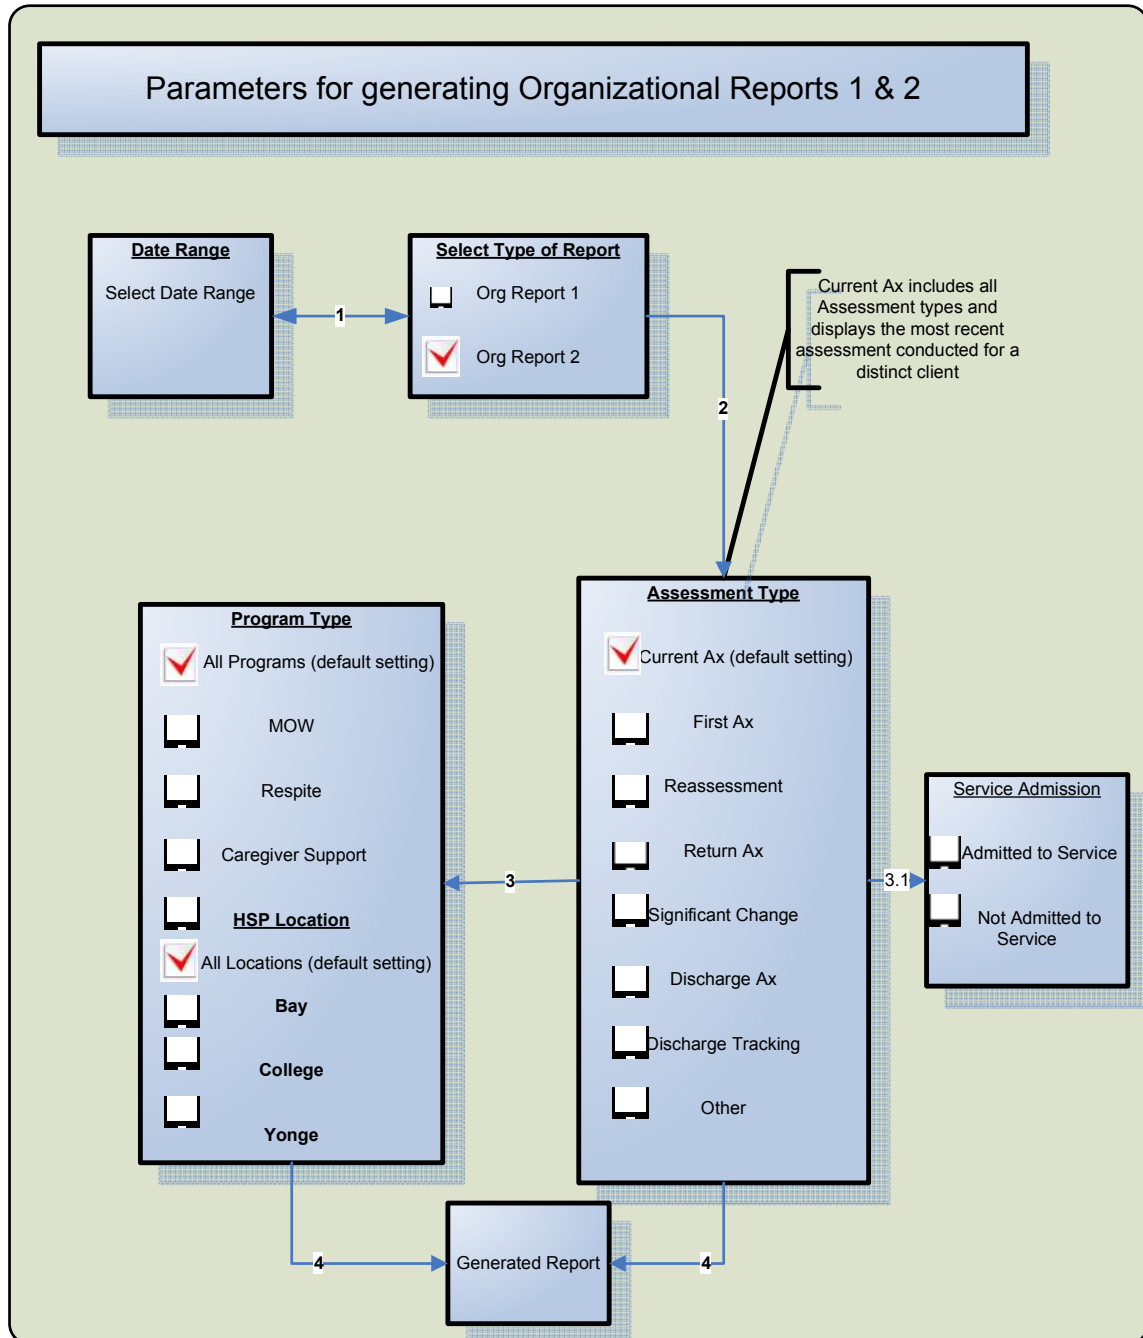 Parameters for generating Organizational Reports 1 & 2
Date Range
Select Date Range
1
Select Type of Report
Org Report 1
Org Report 2
2
Current Ax includes all
Assessment types and
displays the most recent
assessment conducted for a
distinct client
Program Type
All Programs (default setting)
MOW
Respite
Caregiver Support
HSP Location
All Locations (default setting)
Bay
College
Yonge
3
Assessment Type
Current Ax (default setting)
First Ax
Reassessment
Return Ax
Significant Change
Discharge Ax
Discharge Tracking
Other
3.1
Service Admission
Admitted to Service
Not Admitted to
Service
4
Generated Report
4